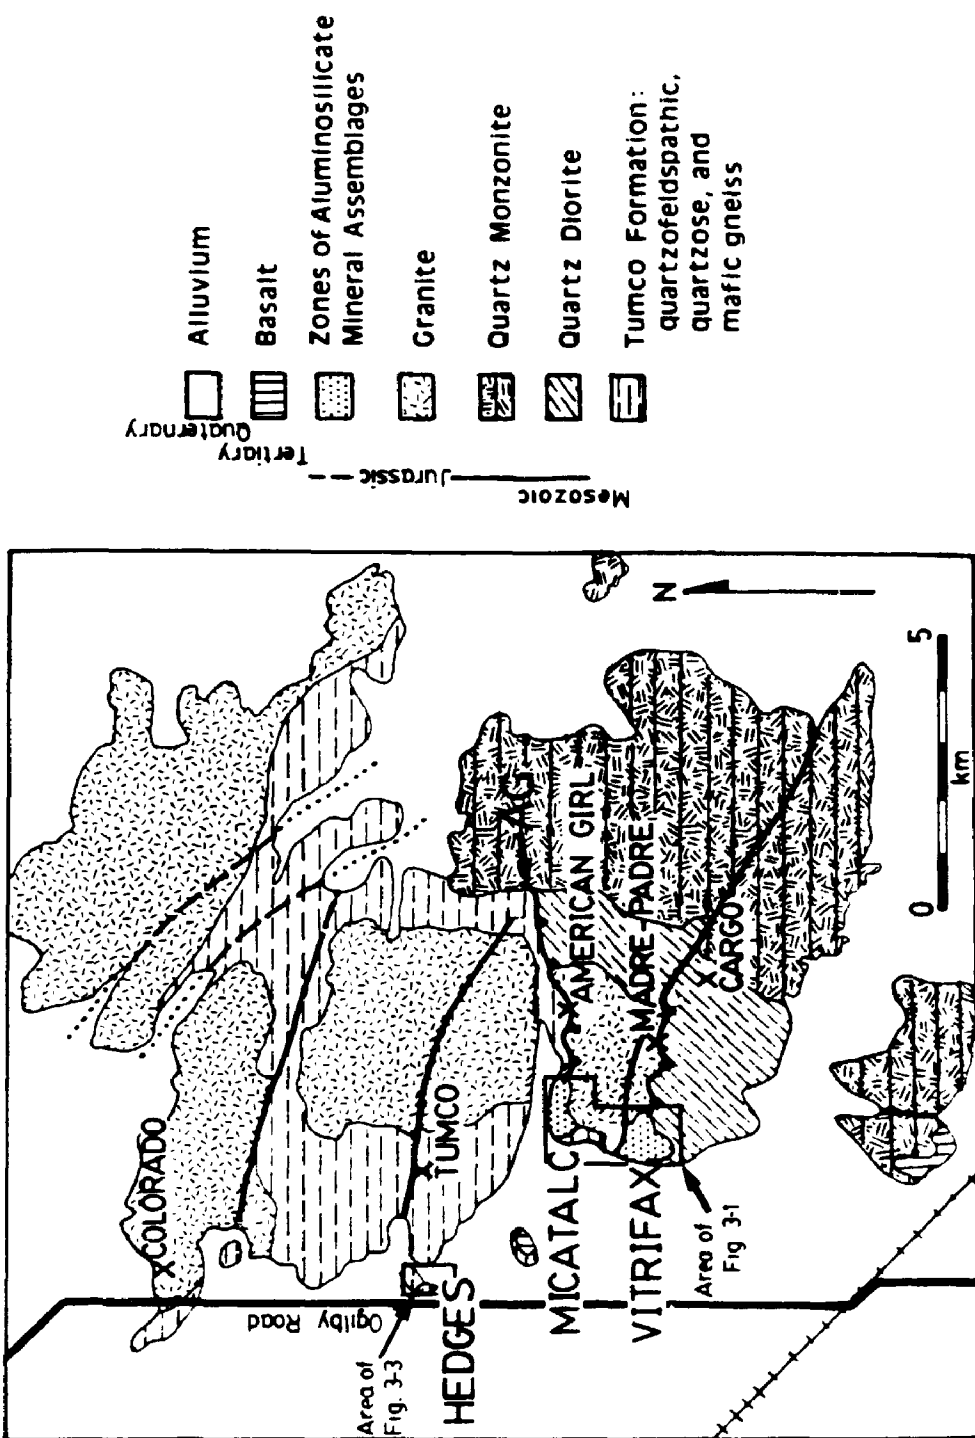 Alluvium
Basalt
Zones of Aluminosilicate
Mineral Assemblages
Granite
Quartz Monzonite
Quartz Diorite
Tumco Formation:
quartzofeldspathic,
quartzose, and
mafic gneiss
Quaternary
Tertiary
Jurassic
Mesozoic
COLORADO
Ogilby Road
Area of
Fig. 3-3
HEDGES
TUMCO
MICATALC
VITRIFAX
Area of
Fig 3-1
AG
AMERICAN GIRL
MADRE-PADRE
CARGO
N
0
5
km